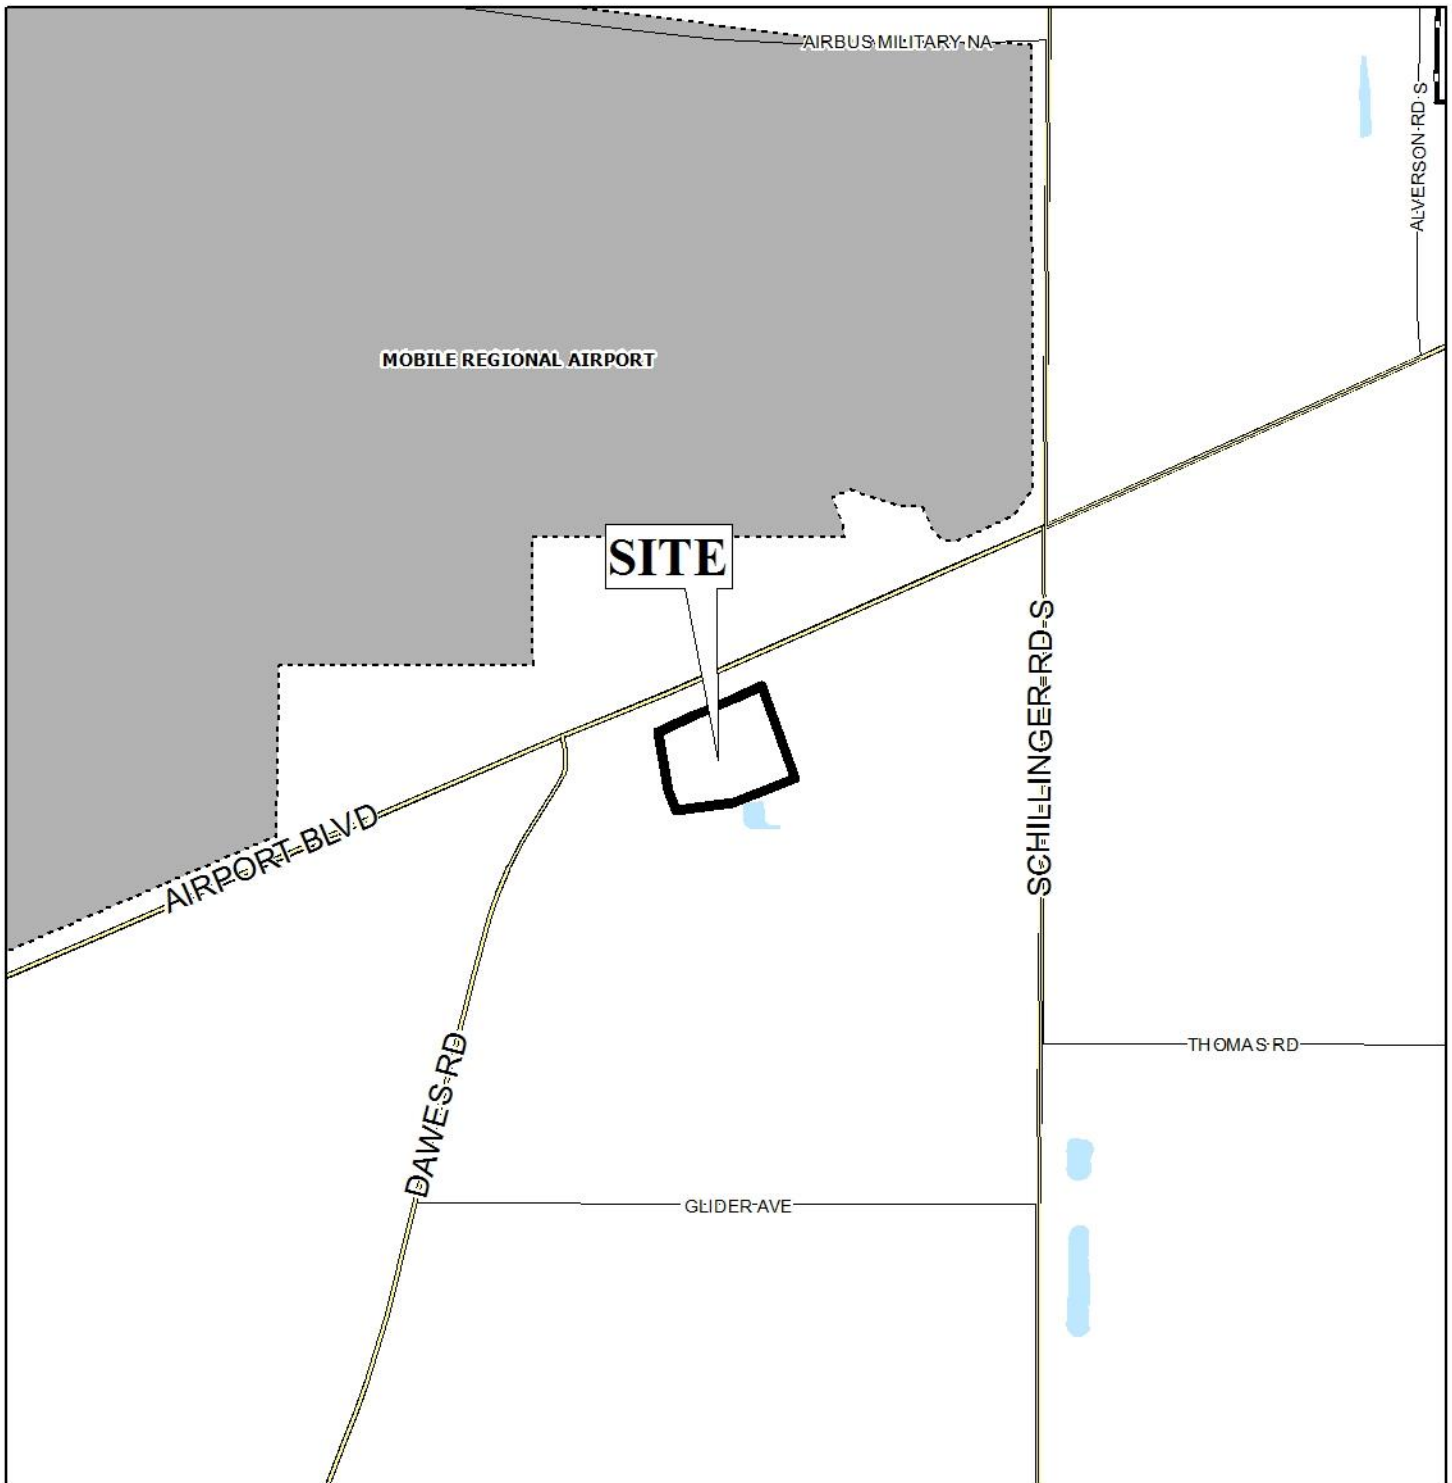 AIRBUS MILITARY NA
ALVERSON RD S
MOBILE REGIONAL AIRPORT
SITE
SCHILLINGER RD S
AIRPORT BLVD
THOMAS RD
DAWES RD
GLIDER AVE